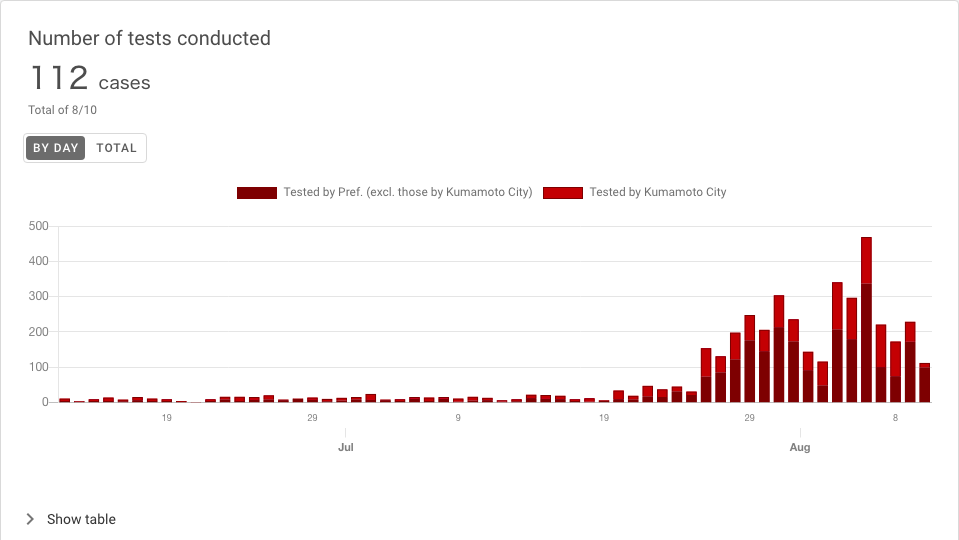 Number of tests conducted
112 cases
Total of 8/10
BY DAY TOTAL
Tested by Pref. (excl. those by Kumamoto City) Tested by Kumamoto City
500
400
300
200
100
0
19 29 9 19 29 8
Jul Aug
Show table